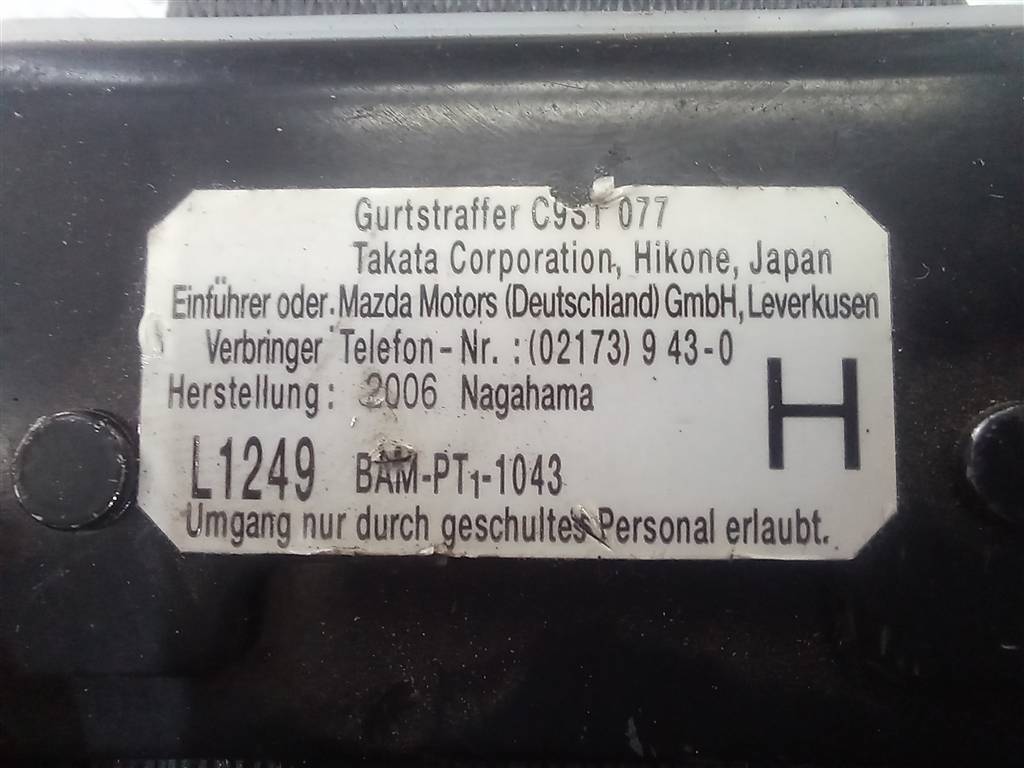 Gurtstraffer 077
Takata Corporation, Hikone, Japan
Einführer oder. Mazda Motors (Deutschland) GmbH, Leverkusen
Verbringer Telefon-Nr. : (02173) 9 43-0
Herstellung: 2006 Nagahama
H
L1249 BAM-PT1-1043
Umgang nur durch geschultes Personal erlaubt.